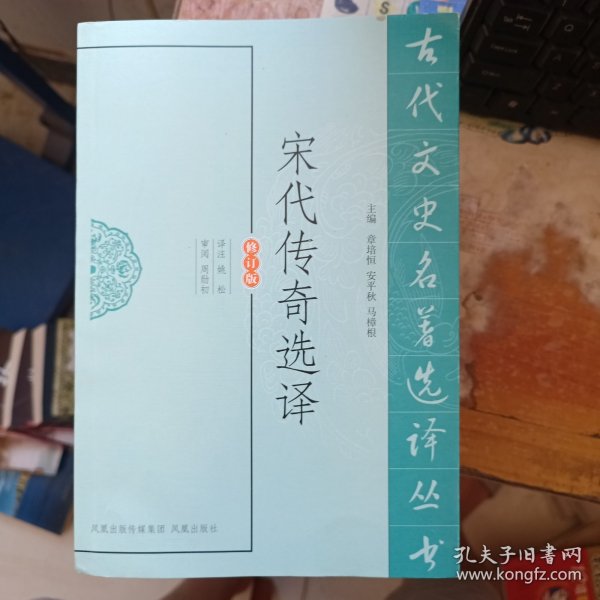 古代文史名著选译丛书
主编 章培恒 安平秋 马樟根
宋代传奇选译
修订版
译注 姚松
审阅 周勋初
凤凰出版传媒集团 凤凰出版社
孔夫子旧书网
www.kongfz.com